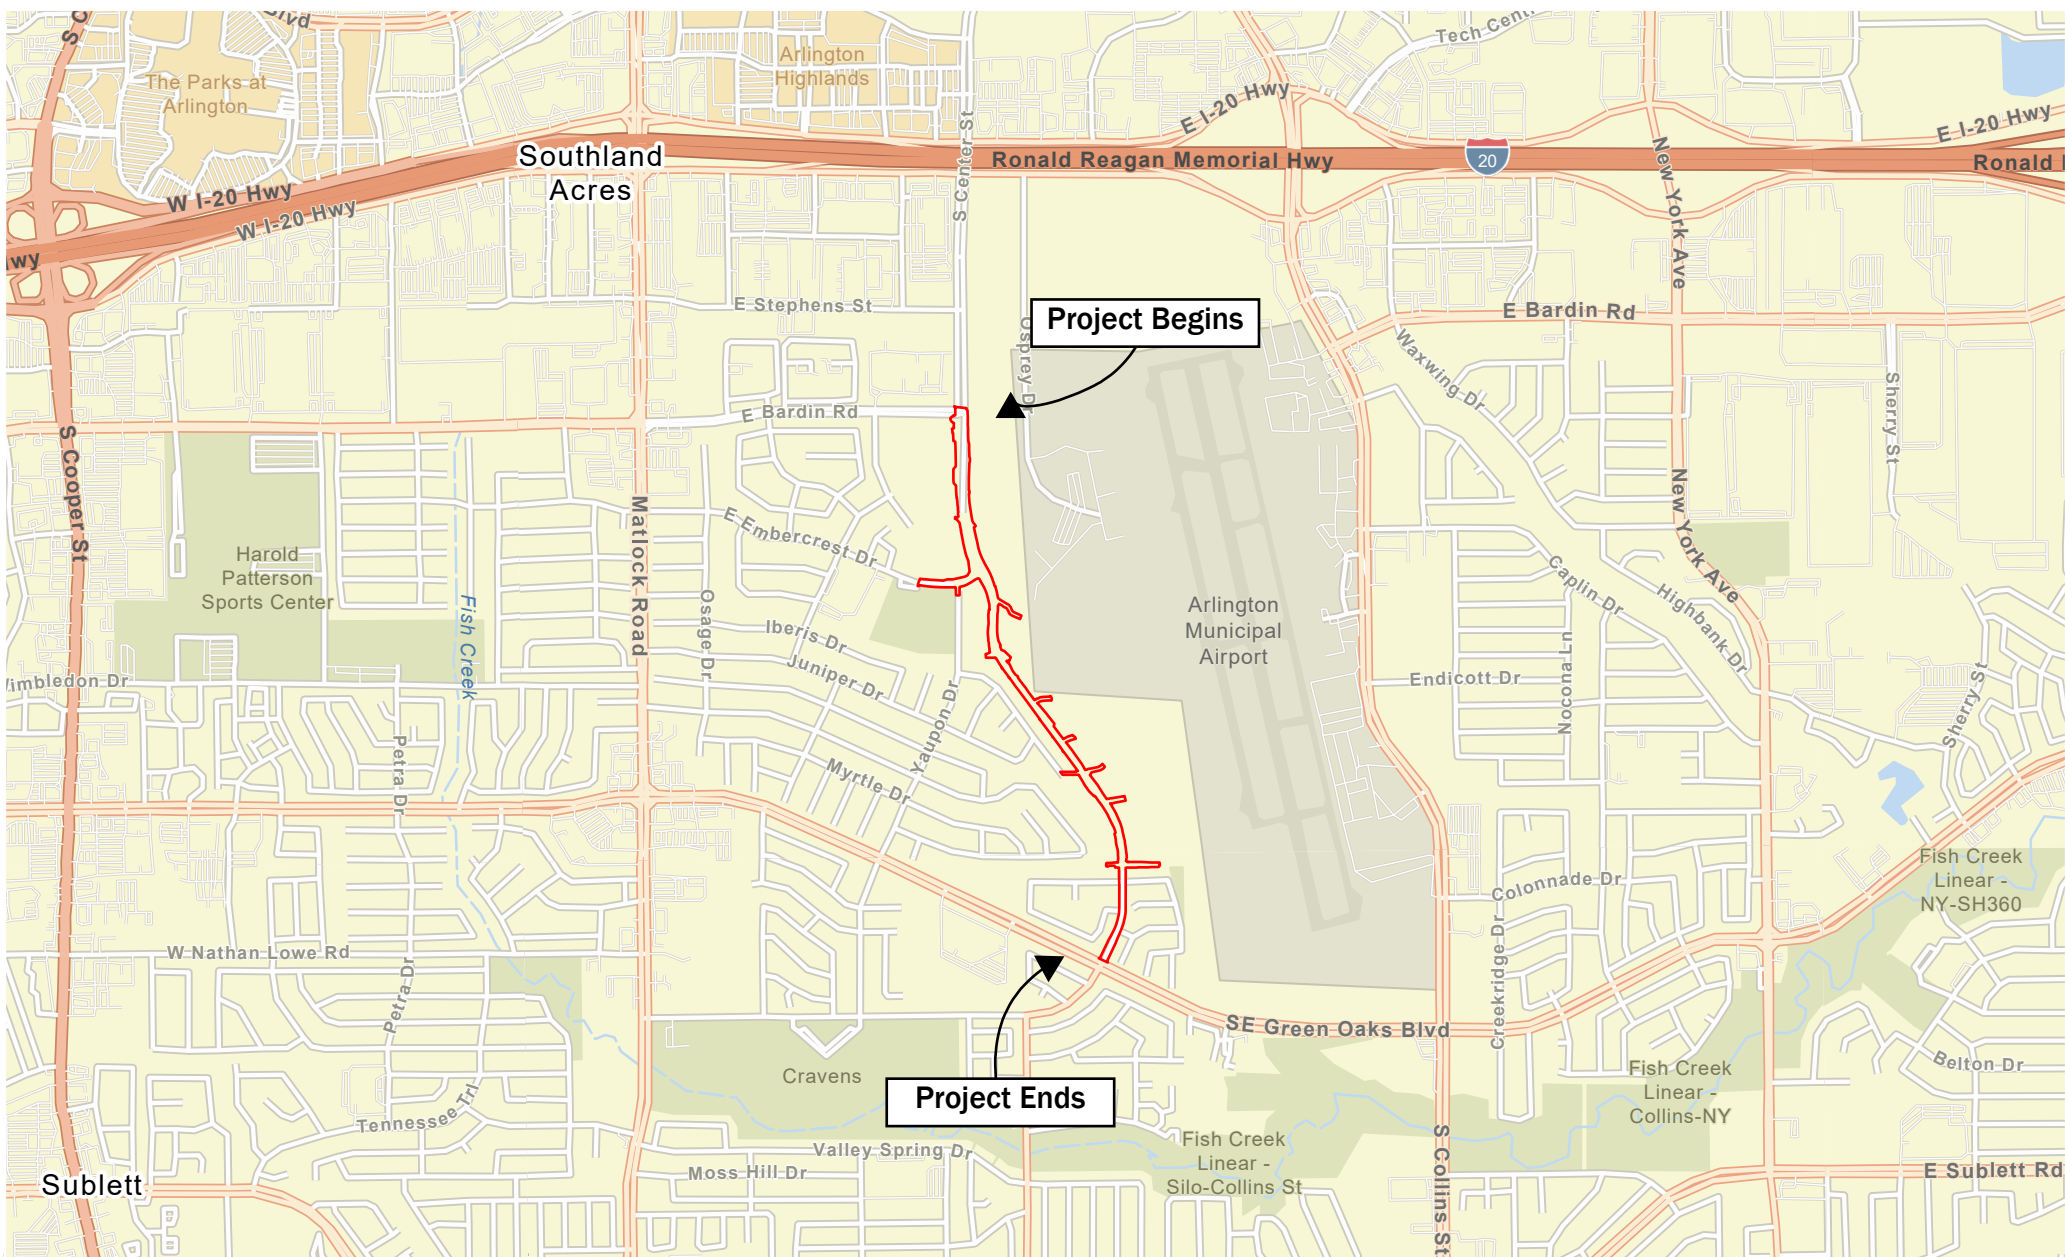 S C
Blvd
The Parks at
Arlington
Arlington
Highlands
Tech Cent
E I-20 Hwy
E I-20 Hwy
S Center St
Southland
Acres
Ronald Reagan Memorial Hwy
20
Ronald
New York Ave
W I-20 Hwy
W I-20 Hwy
Hwy
E Stephens St
Project Begins
Osprey Dr
E Bardin Rd
Waxwing Dr
Sherry St
E Bardin Rd
S Cooper St
Matlock Road
E Embercrest Dr
New York Ave
Harold
Patterson
Sports Center
Fish Creek
Osage Dr
Iberis Dr
Juniper Dr
Arlington
Municipal
Airport
Caplin Dr
Highbank Dr
Nocona Ln
Endicott Dr
Sherry St
Wimbledon Dr
Petra Dr
Yaupon Dr
Myrtle Dr
Colonnade Dr
Fish Creek
Linear -
NY-SH360
W Nathan Lowe Rd
Petra Dr
Creekridge Dr
SE Green Oaks Blvd
Cravens
Project Ends
Fish Creek
Linear -
Collins-NY
Belton Dr
Tennessee Trl
Valley Spring Dr
Moss Hill Dr
Fish Creek
Linear -
Silo-Collins St
S Collins St
E Sublett Rd
Sublett